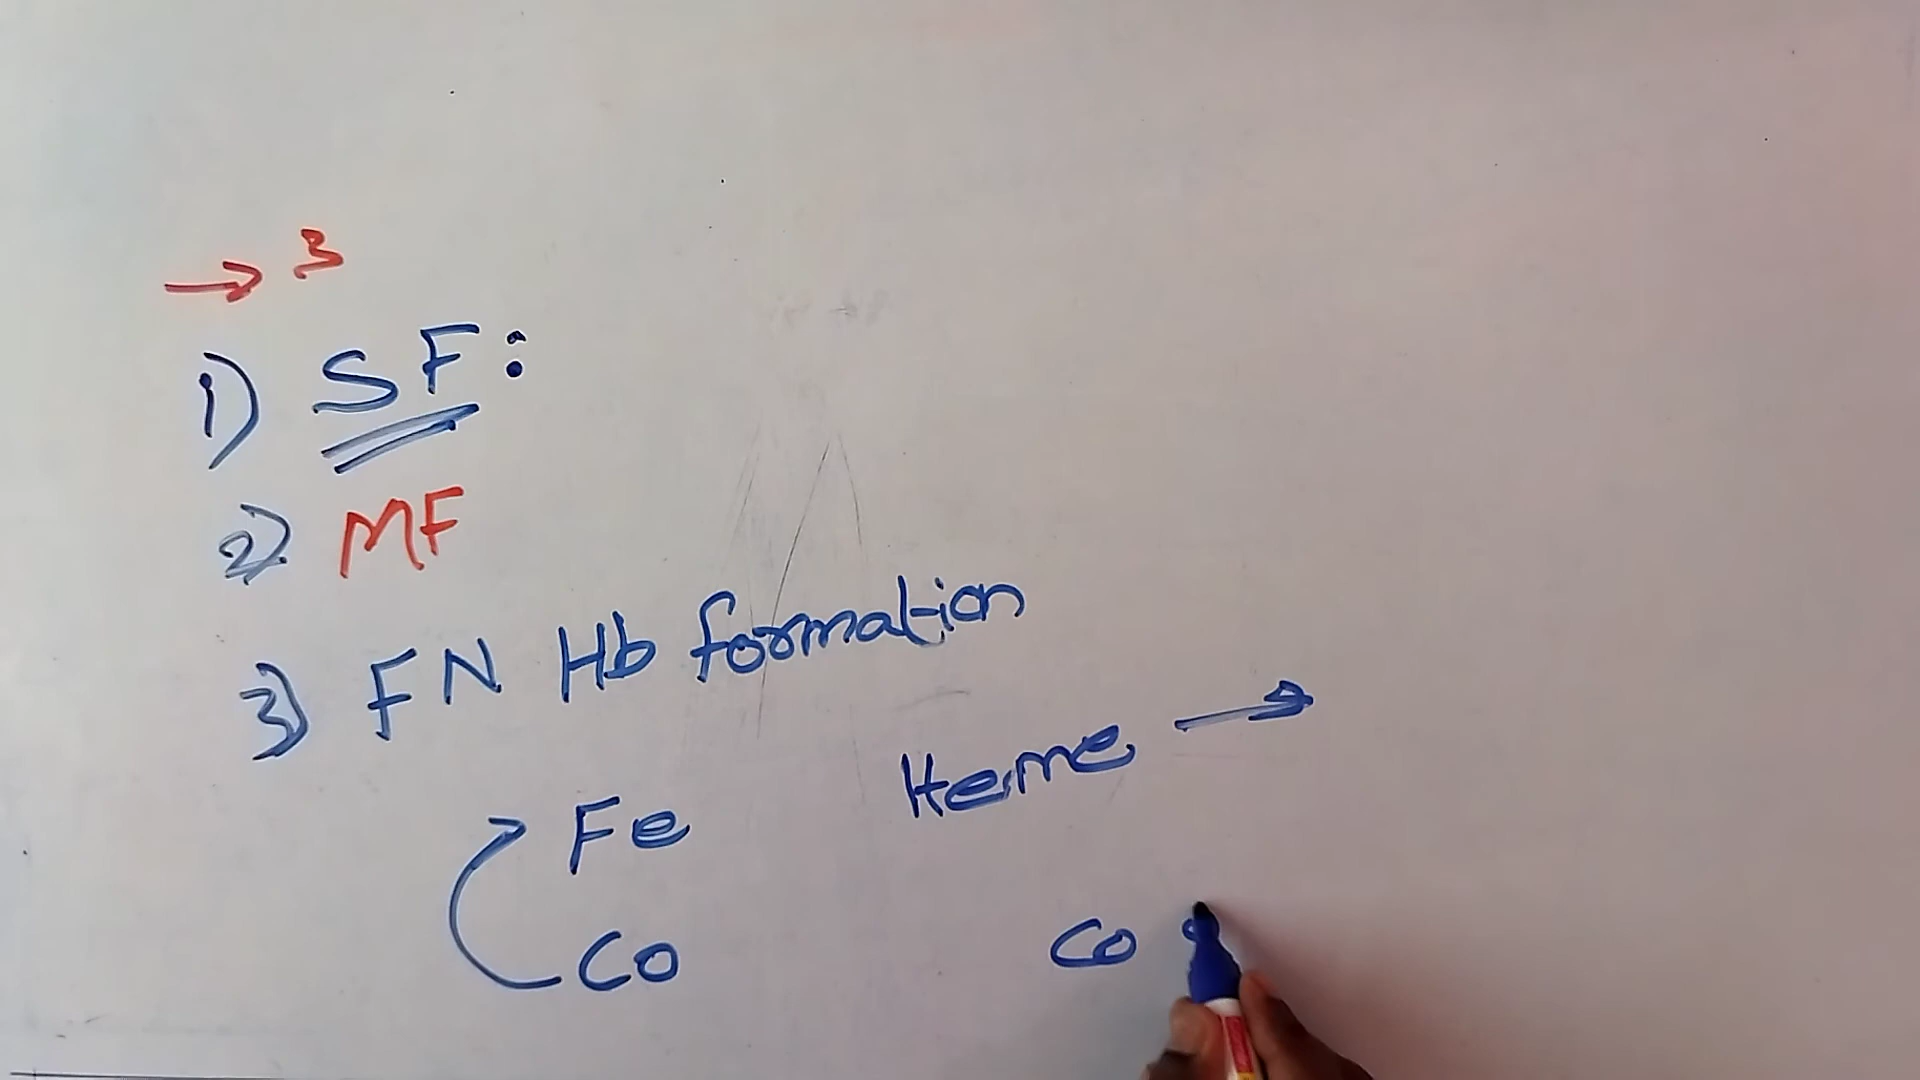 → 3
1) SF:
2) MF
3) FN Hb formation
Heme →
Fe
Co
Co